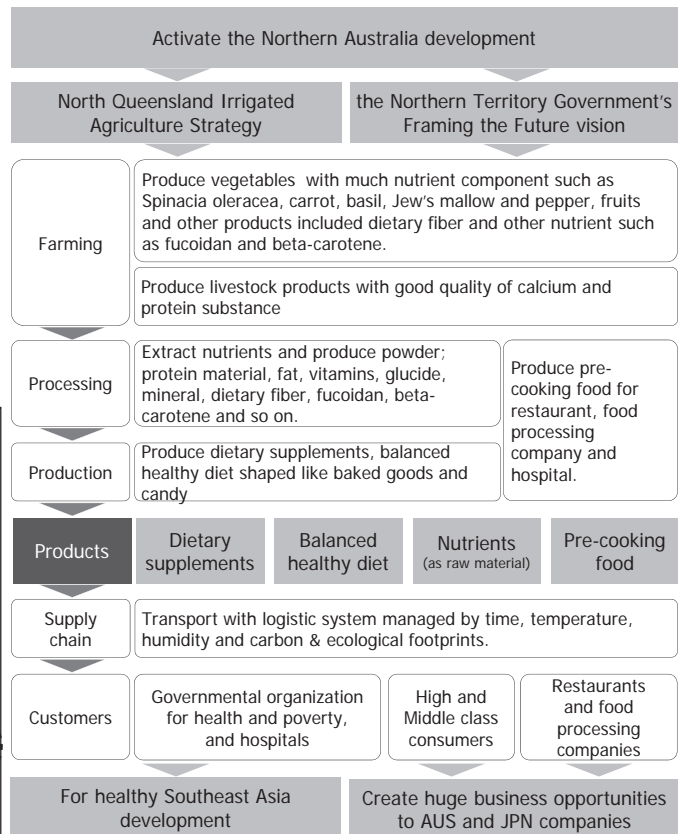 Activate the Northern Australia development
North Queensland Irrigated
Agriculture Strategy
the Northern Territory Government's
Framing the Future vision
Farming
Produce vegetables with much nutrient component such as
Spinacia oleracea, carrot, basil, Jew's mallow and pepper, fruits
and other products included dietary fiber and other nutrient such
as fucoidan and beta-carotene.
Produce livestock products with good quality of calcium and
protein substance
Processing
Extract nutrients and produce powder;
protein material, fat, vitamins, glucide,
mineral, dietary fiber, fucoidan, beta-
carotene and so on.
Produce pre-
cooking food for
restaurant, food
processing
company and
hospital.
Production
Produce dietary supplements, balanced
healthy diet shaped like baked goods and
candy
Products
Dietary
supplements
Balanced
healthy diet
Nutrients
(as raw material)
Pre-cooking
food
Supply
chain
Transport with logistic system managed by time, temperature,
humidity and carbon & ecological footprints.
Customers
Governmental organization
for health and poverty,
and hospitals
High and
Middle class
consumers
Restaurants
and food
processing
companies
For healthy Southeast Asia
development
Create huge business opportunities
to AUS and JPN companies